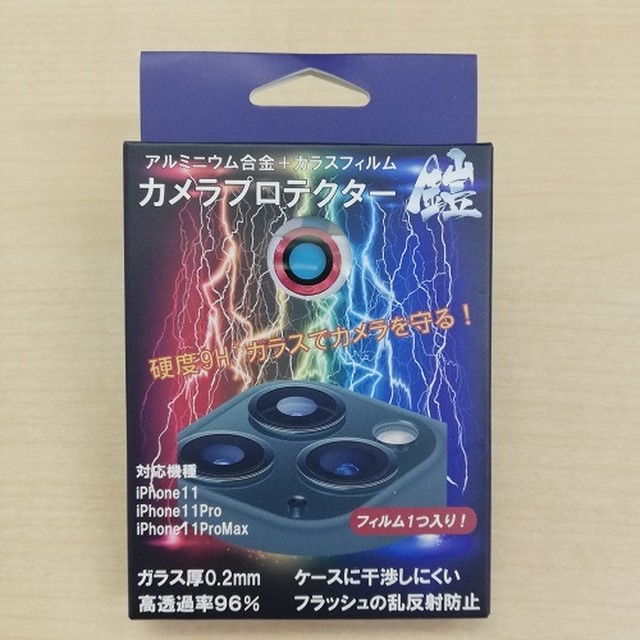 アルミニウム合金+ガラスフィルム
カメラプロテクター 鎧
硬度9H ガラスでカメラを守る!
対応機種
iPhone11
iPhone11Pro
iPhone11ProMax
フィルム1つ入り!
ガラス厚0.2mm ケースに干渉しにくい
高透過率96% フラッシュの乱反射防止